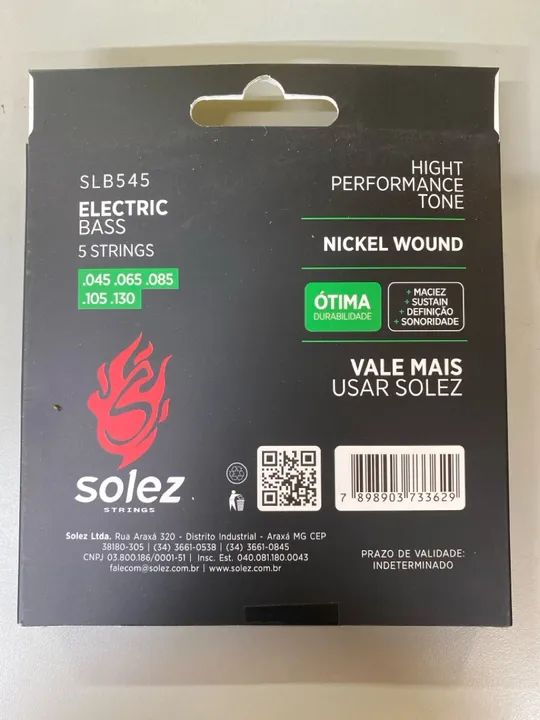 SLB545
ELECTRIC
BASS
5 STRINGS
.045 .065 .085
.105 .130
HIGHT
PERFORMANCE
TONE
NICKEL WOUND
ÓTIMA
DURABILIDADE
+ MACIEZ
+ SUSTAIN
+ DEFINIÇÃO
+ SONORIDADE
VALE MAIS
USAR SOLEZ
solez
STRINGS
7 898903 733629
Solez Ltda. Rua Araxá 320 - Distrito Industrial - Araxá MG CEP
38180-305 | (34) 3661-0538 | (34) 3661-0845
CNPJ 03.800.186/0001-51 | Insc. Est. 040.081.180.0043
falecom@solez.com.br | www.solez.com.br
PRAZO DE VALIDADE:
INDETERMINADO